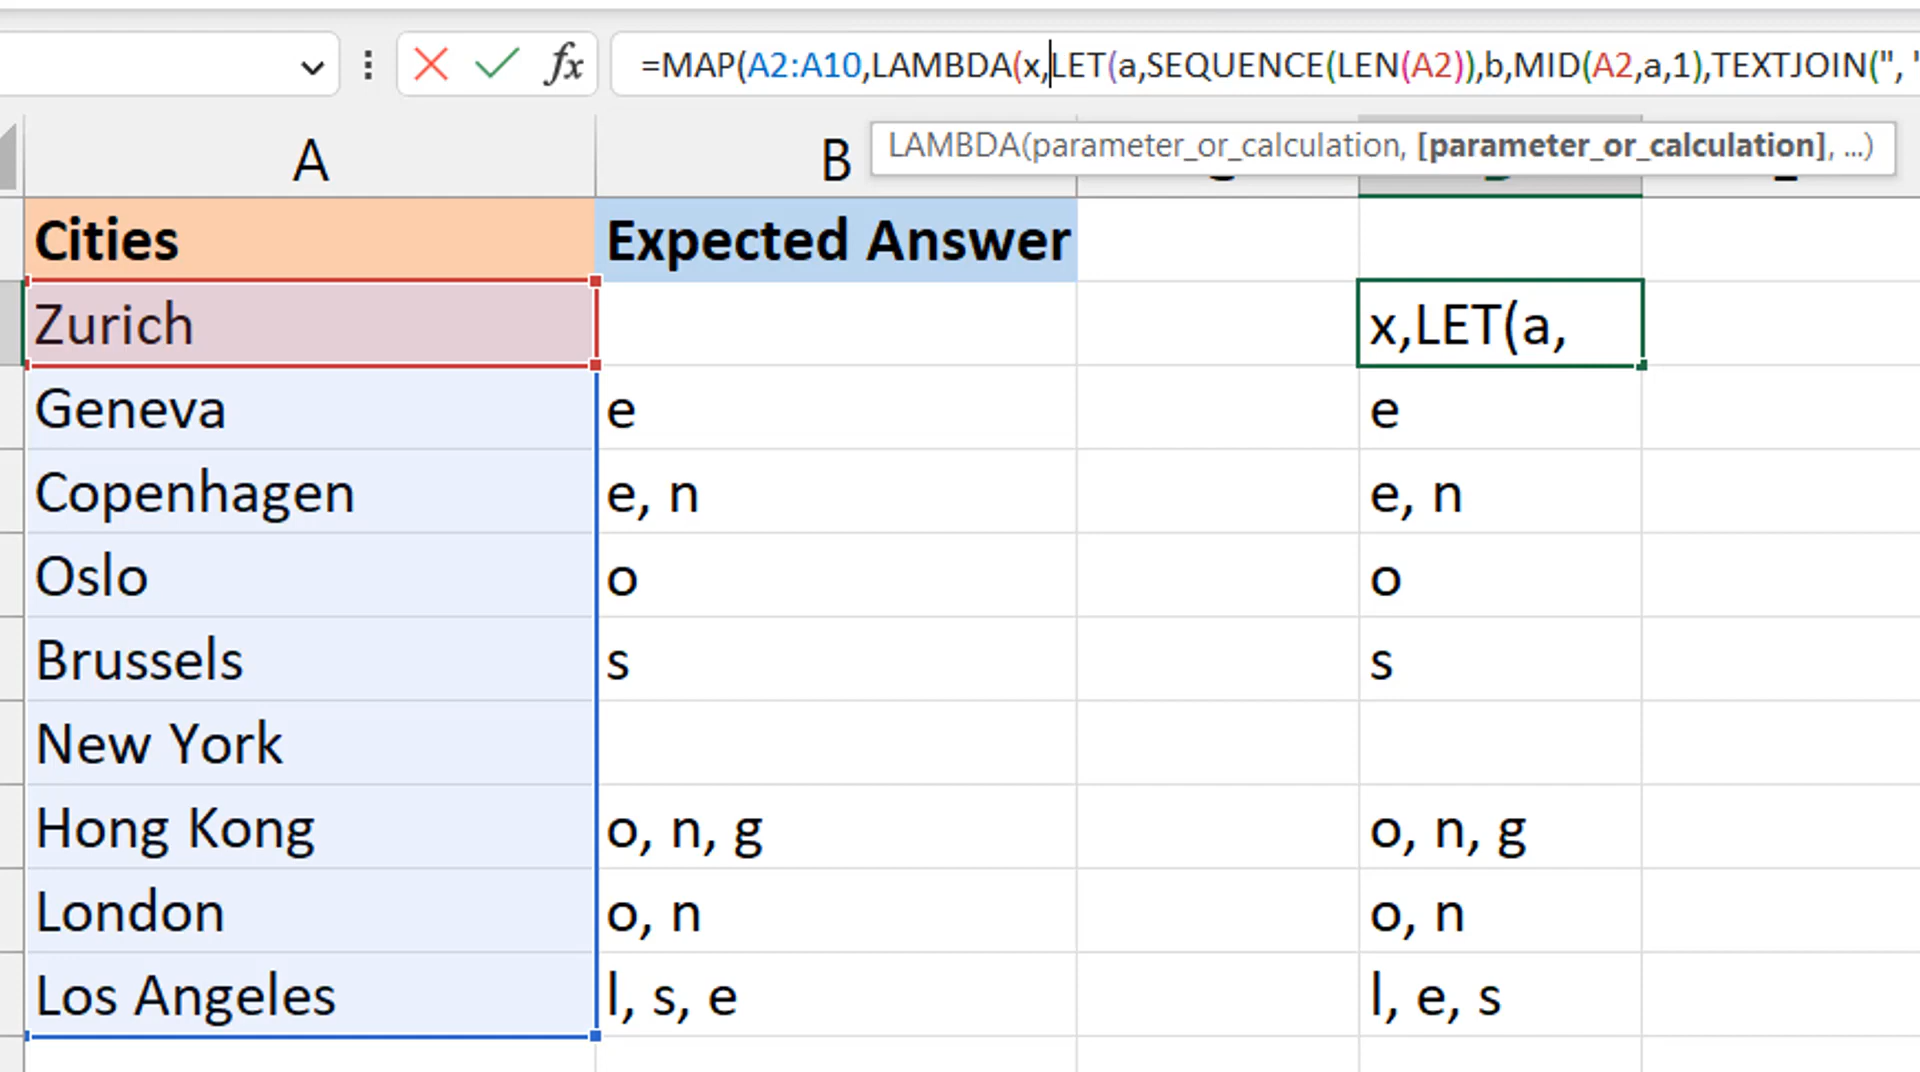 fx =MAP(A2:A10,LAMBDA(x,LET(a,SEQUENCE(LEN(A2)),b,MID(A2,a,1),TEXTJOIN(", "
LAMBDA(parameter_or_calculation, [parameter_or_calculation], ...)
A B
Cities Expected Answer
Zurich x,LET(a,
Geneva e e
Copenhagen e, n e, n
Oslo o o
Brussels s s
New York
Hong Kong o, n, g o, n, g
London o, n o, n
Los Angeles l, s, e l, e, s